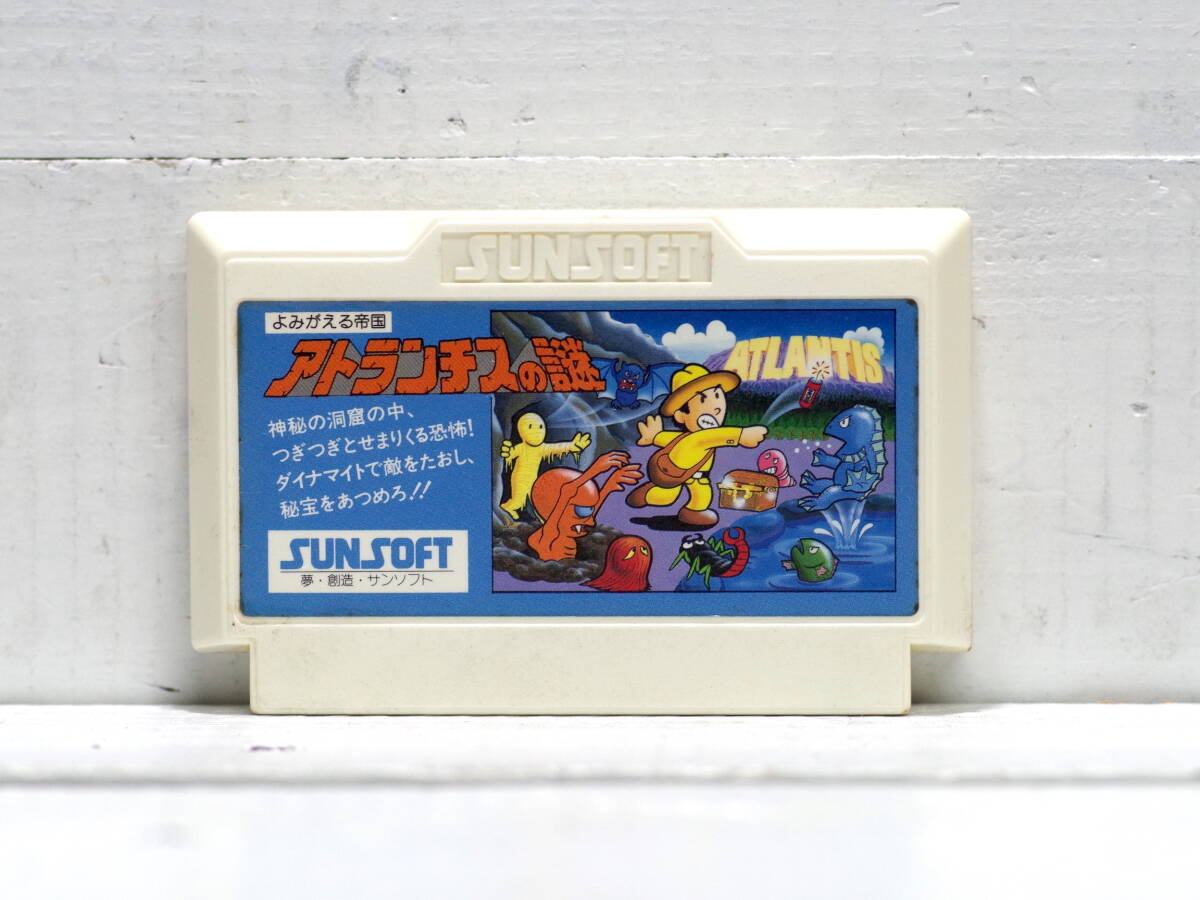 SUNSOFT
よみがえる帝国
アトランチスの謎
ATLANTIS
神秘の洞窟の中、
つぎつぎとせまりくる恐怖!
ダイナマイトで敵をたおし、
秘宝をあつめろ!!
SUNSOFT
夢・創造・サンソフト